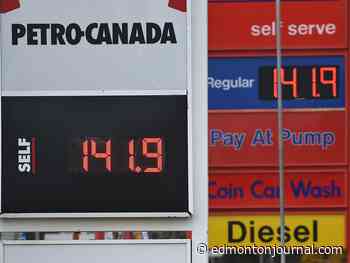 PETRO-CANADA
SELF
141.9
self serve
Regular 141.9
Pay At Pump
Coin Car Wash
Diesel
edmontonjournal.com